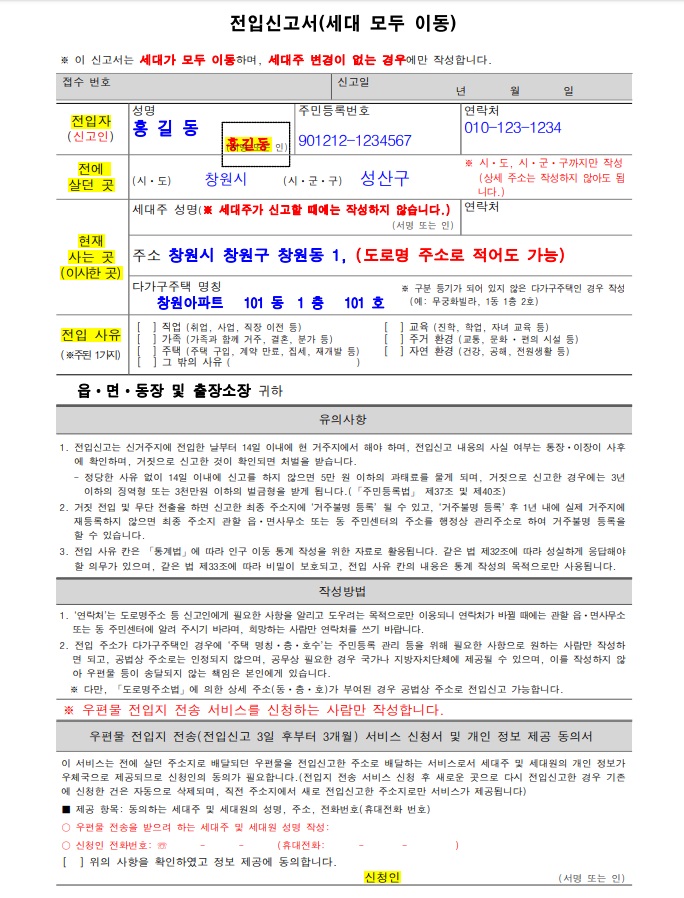 전입신고서(세대 모두 이동)
※ 이 신고서는 세대가 모두 이동하며, 세대주 변경이 없는 경우에만 작성합니다.
접수 번호 신고일 년 월 일
전입자
(신고인)
성명
홍 길 동
홍길동
인)
주민등록번호
901212-1234567
연락처
010-123-1234
전에
살던 곳
(시·도) 창원시 (시·군·구) 성산구
※ 시·도, 시·군·구까지만 작성
(상세 주소는 작성하지 않아도 됩
니다.)
현재
사는 곳
(이사한 곳)
세대주 성명(※ 세대주가 신고할 때에는 작성하지 않습니다.)
(서명 또는 인)
연락처
주소 창원시 창원구 창원동 1, (도로명 주소로 적어도 가능)
다가구주택 명칭
창원아파트 101 동 1 층 101 호
※ 구분 등기가 되어 있지 않은 다가구주택인 경우 작성
(예: 무궁화빌라, 1동 1층 2호)
전입 사유
(※주된 1가지)
[ ] 직업 (취업, 사업, 직장 이전 등) [ ] 교육 (진학, 학업, 자녀 교육 등)
[ ] 가족 (가족과 함께 거주, 결혼, 분가 등) [ ] 주거 환경 (교통, 문화·편의 시설 등)
[ ] 주택 (주택 구입, 계약 만료, 집세, 재개발 등) [ ] 자연 환경 (건강, 공해, 전원생활 등)
[ ] 그 밖의 사유 ( )
읍·면·동장 및 출장소장 귀하
유의사항
1. 전입신고는 신거주지에 전입한 날부터 14일 이내에 현 거주지에서 해야 하며, 전입신고 내용의 사실 여부는 통장·이장이 사후
에 확인하며, 거짓으로 신고한 것이 확인되면 처벌을 받습니다.
- 정당한 사유 없이 14일 이내에 신고를 하지 않으면 5만 원 이하의 과태료를 물게 되며, 거짓으로 신고한 경우에는 3년
이하의 징역형 또는 3천만원 이하의 벌금형을 받게 됩니다.(「주민등록법」 제37조 및 제40조)
2. 거짓 전입 및 무단 전출을 하면 신고한 최종 주소지에 '거주불명 등록' 될 수 있고, '거주불명 등록' 후 1년 내에 실제 거주지에
재등록하지 않으면 최종 주소지 관할 읍·면사무소 또는 동 주민센터의 주소를 행정상 관리주소로 하여 거주불명 등록을
할 수 있습니다.
3. 전입 사유 칸은 「통계법」에 따라 인구 이동 통계 작성을 위한 자료로 활용됩니다. 같은 법 제32조에 따라 성실하게 응답해야
할 의무가 있으며, 같은 법 제33조에 따라 비밀이 보호되고, 전입 사유 칸의 내용은 통계 작성의 목적으로만 사용됩니다.
작성방법
1. '연락처'는 도로명주소 등 신고인에게 필요한 사항을 알리고 도우려는 목적으로만 이용되니 연락처가 바뀔 때에는 관할 읍·면사무소
또는 동 주민센터에 알려 주시기 바라며, 희망하는 사람만 연락처를 쓰기 바랍니다.
2. 전입 주소가 다가구주택인 경우에 '주택 명칭·층·호수'는 주민등록 관리 등을 위해 필요한 사항으로 원하는 사람만 작성하
면 되고, 공법상 주소로는 인정되지 않으며, 공무상 필요한 경우 국가나 지방자치단체에 제공될 수 있으며, 이를 작성하지 않
아 우편물 등이 송달되지 않는 책임은 본인에게 있습니다.
※ 다만, 「도로명주소법」에 의한 상세 주소(동·층·호)가 부여된 경우 공법상 주소로 전입신고 가능합니다.
※ 우편물 전입지 전송 서비스를 신청하는 사람만 작성합니다.
우편물 전입지 전송(전입신고 3일 후부터 3개월) 서비스 신청서 및 개인 정보 제공 동의서
이 서비스는 전에 살던 주소지로 배달되던 우편물을 전입신고한 주소로 배달하는 서비스로서 세대주 및 세대원의 개인 정보가
우체국으로 제공되므로 신청인의 동의가 필요합니다.(전입지 전송 서비스 신청 후 새로운 곳으로 다시 전입신고한 경우 기존
에 신청한 건은 자동으로 삭제되며, 직전 주소지에서 새로 전입신고한 주소지로만 서비스가 제공됩니다)
■ 제공 항목: 동의하는 세대주 및 세대원의 성명, 주소, 전화번호(휴대전화 번호)
○ 우편물 전송을 받으려 하는 세대주 및 세대원 성명 작성:
○ 신청인 전화번호: ☏ - - (휴대전화: - - )
[ ] 위의 사항을 확인하였고 정보 제공에 동의합니다.
신청인 (서명 또는 인)